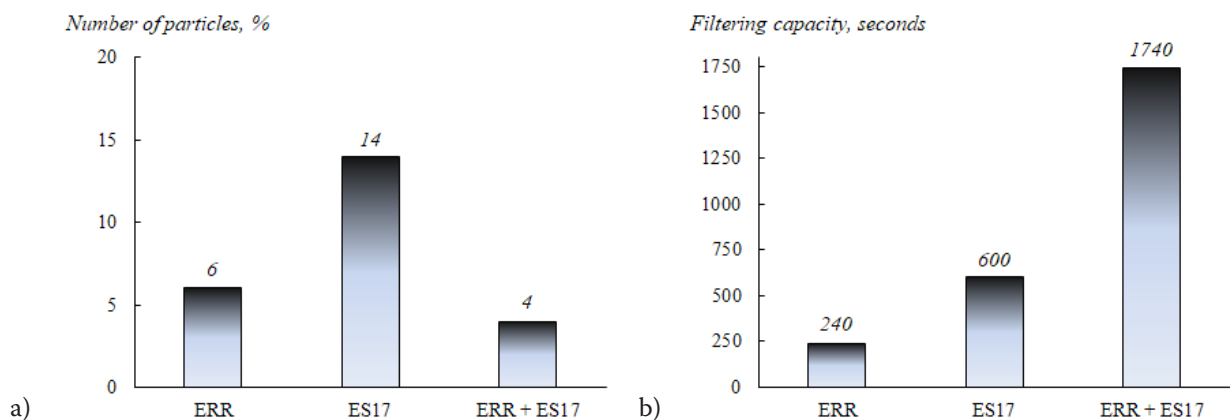 Number of particles, %
20
15
10
5
0
6
14
4
ERR
ES17
ERR + ES17
a)
Filtering capacity, seconds
1750
1500
1250
1000
750
500
250
0
240
600
1740
ERR
ES17
ERR + ES17
b)